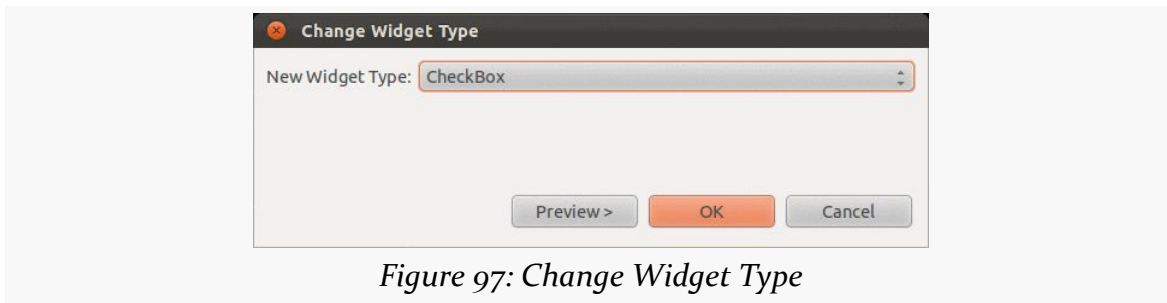 Change Widget Type
New Widget Type: CheckBox
Preview > OK Cancel
Figure 97: Change Widget Type